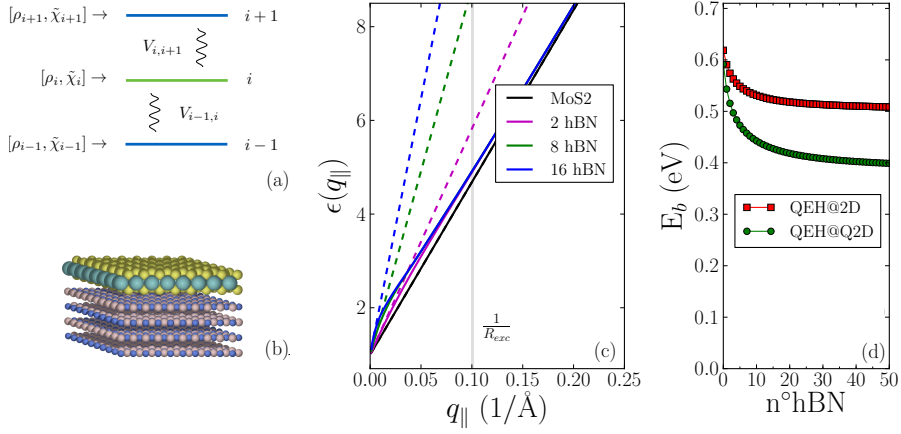 [ρ_{i+1}, χ̃_{i+1}] → i + 1
V_{i,i+1}
[ρ_i, χ̃_i] → i
V_{i−1,i}
[ρ_{i−1}, χ̃_{i−1}] → i − 1
(a)
(b).
ϵ(q_∥)
8
6
4
2
MoS2
2 hBN
8 hBN
16 hBN
1/R_{exc}
(c)
0.00 0.05 0.10 0.15 0.20 0.25
q_∥ (1/Å)
E_b (eV)
0.7
0.6
0.5
0.4
0.3
0.2
0.1
0.0
QEH@2D
QEH@Q2D
(d)
0 10 20 30 40 50
n°hBN